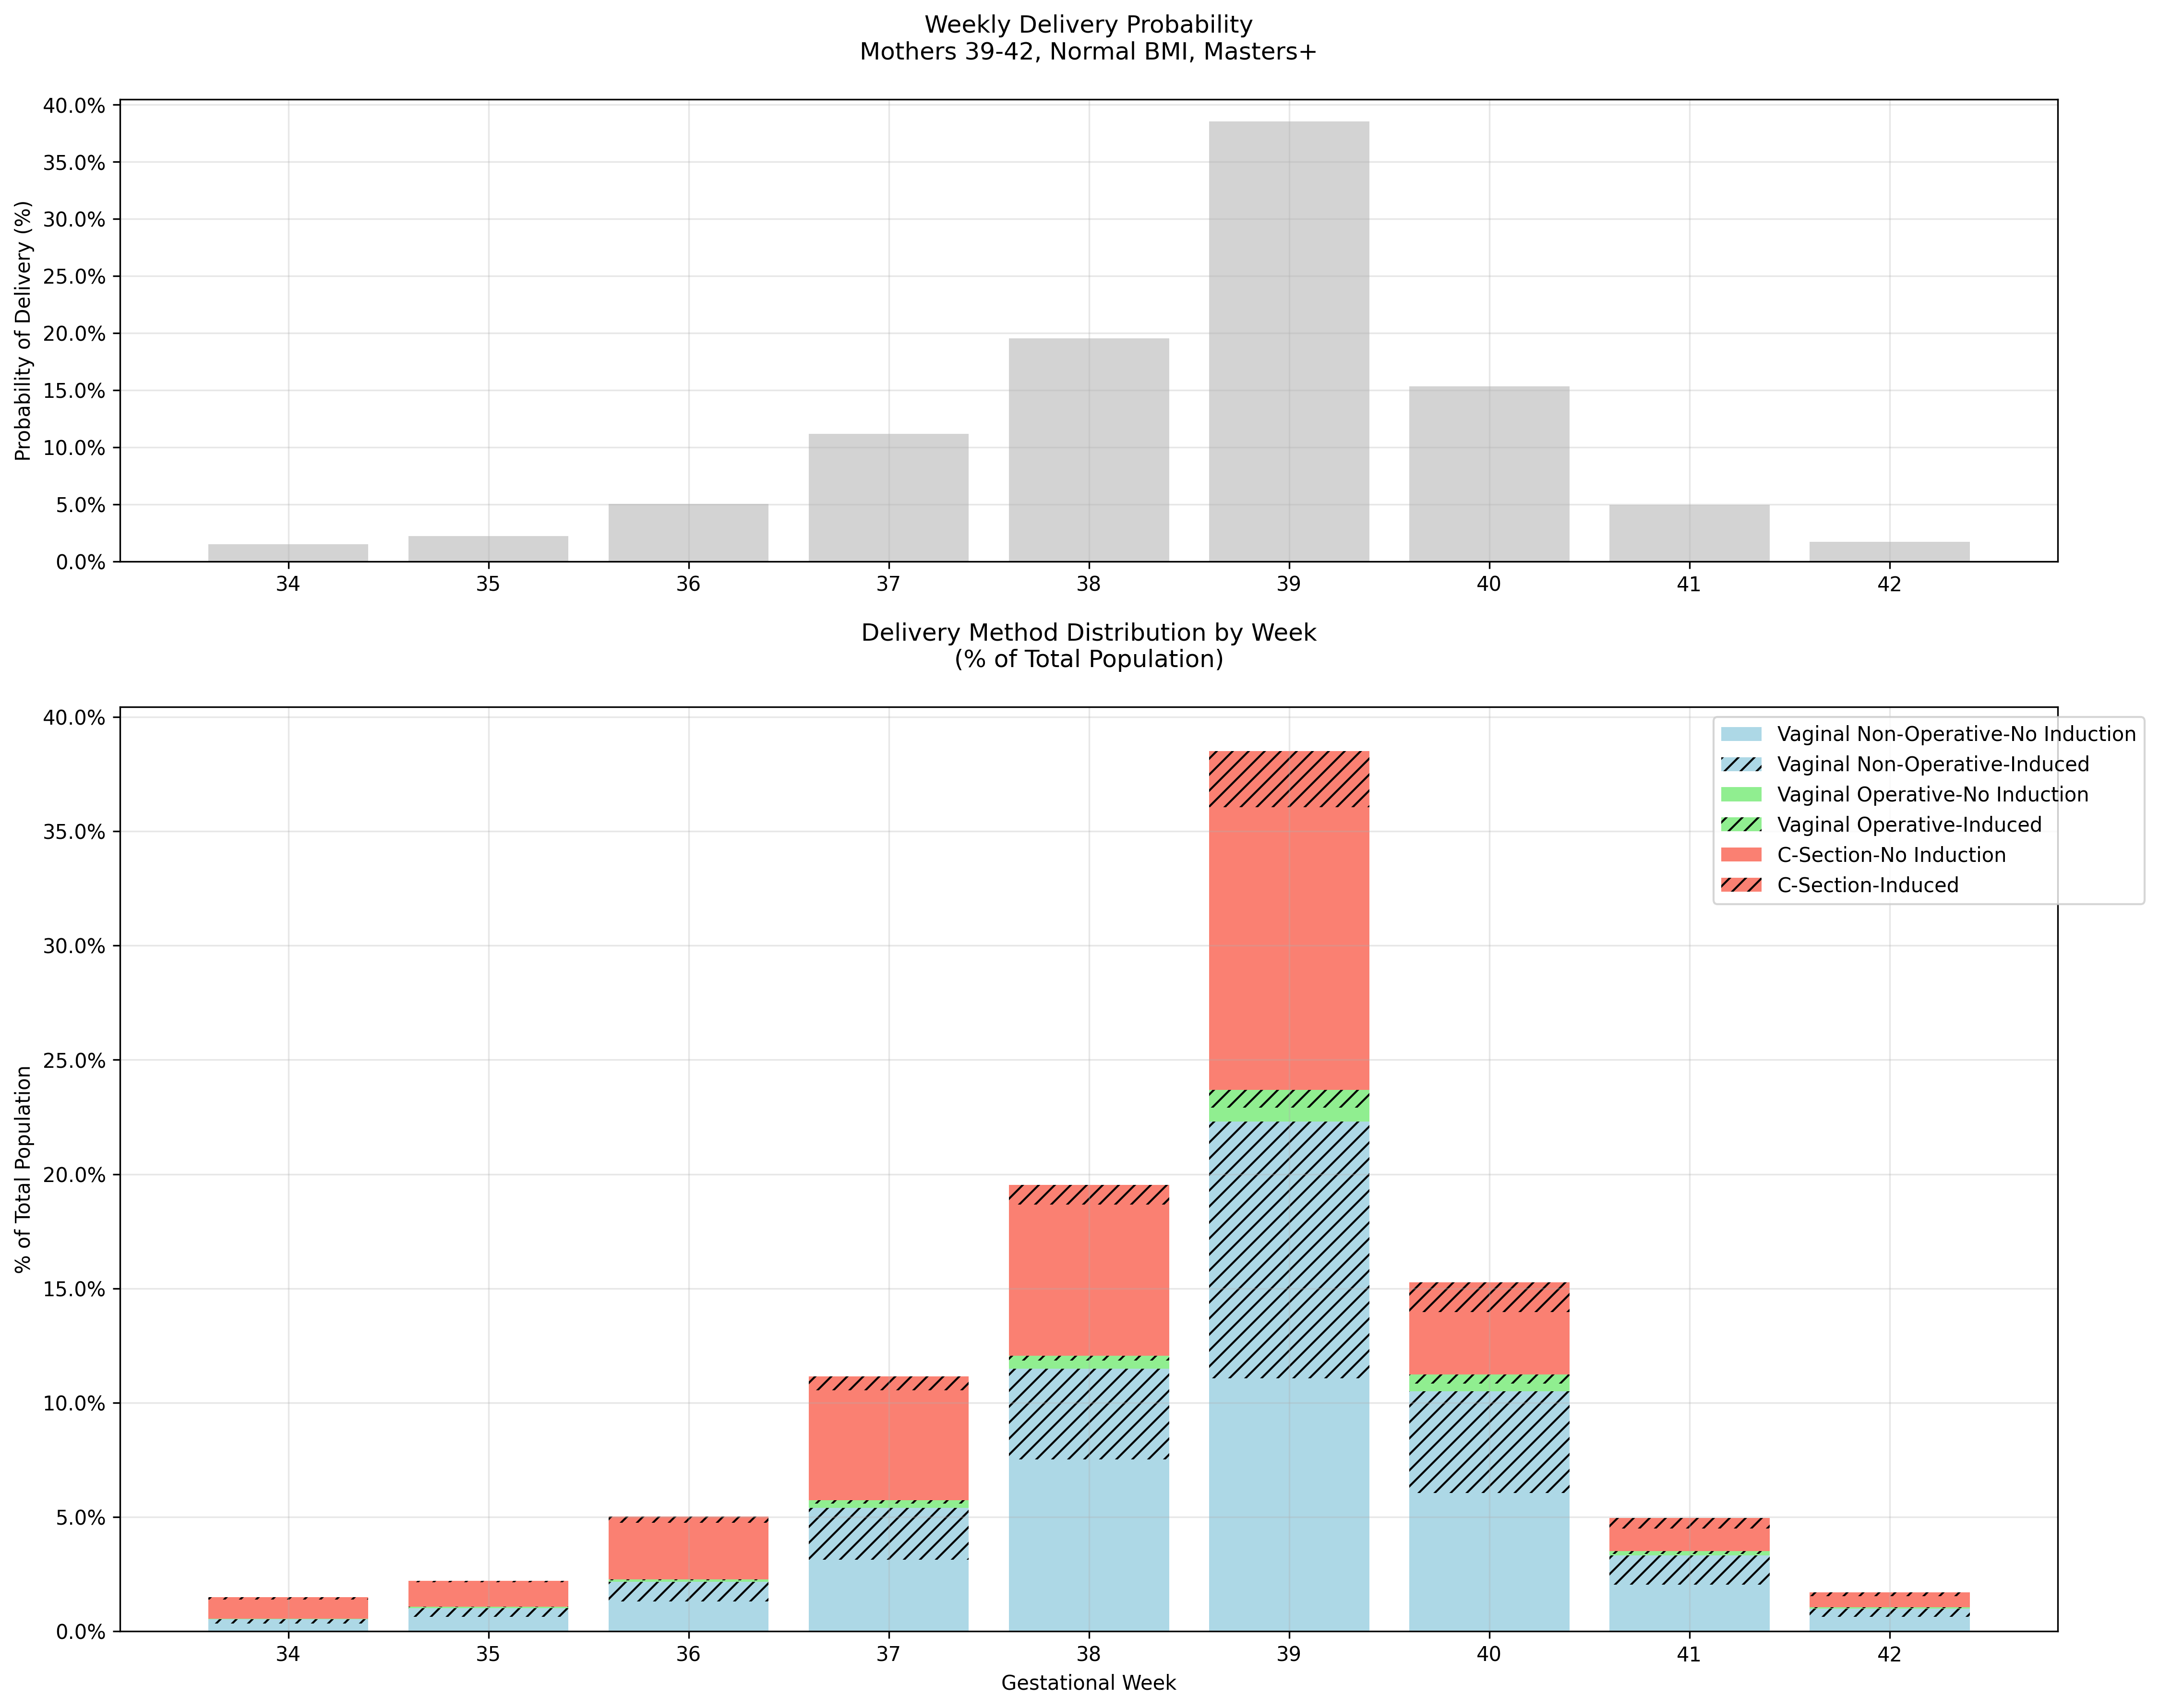 Weekly Delivery Probability
Mothers 39-42, Normal BMI, Masters+
Probability of Delivery (%)
40.0%
35.0%
30.0%
25.0%
20.0%
15.0%
10.0%
5.0%
0.0%
34 35 36 37 38 39 40 41 42
Delivery Method Distribution by Week
(% of Total Population)
% of Total Population
40.0%
35.0%
30.0%
25.0%
20.0%
15.0%
10.0%
5.0%
0.0%
Vaginal Non-Operative-No Induction
Vaginal Non-Operative-Induced
Vaginal Operative-No Induction
Vaginal Operative-Induced
C-Section-No Induction
C-Section-Induced
34 35 36 37 38 39 40 41 42
Gestational Week